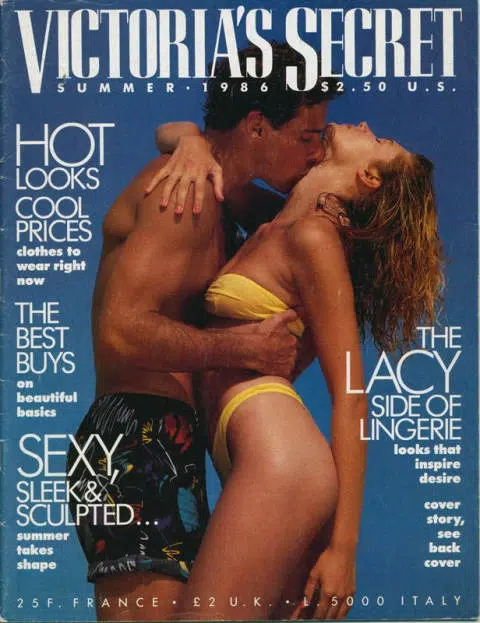 VICTORIA'S SECRET
SUMMER • 1986 $2.50 U.S.
HOT
LOOKS
COOL
PRICES
clothes to
wear right
now
THE
BEST
BUYS
on
beautiful
basics
SEXY,
SLEEK &
SCULPTED...
summer
takes
shape
THE
LACY
SIDE OF
LINGERIE
looks that
inspire
desire
cover
story,
see
back
cover
25F. FRANCE • £2 U.K. • L. 5000 ITALY